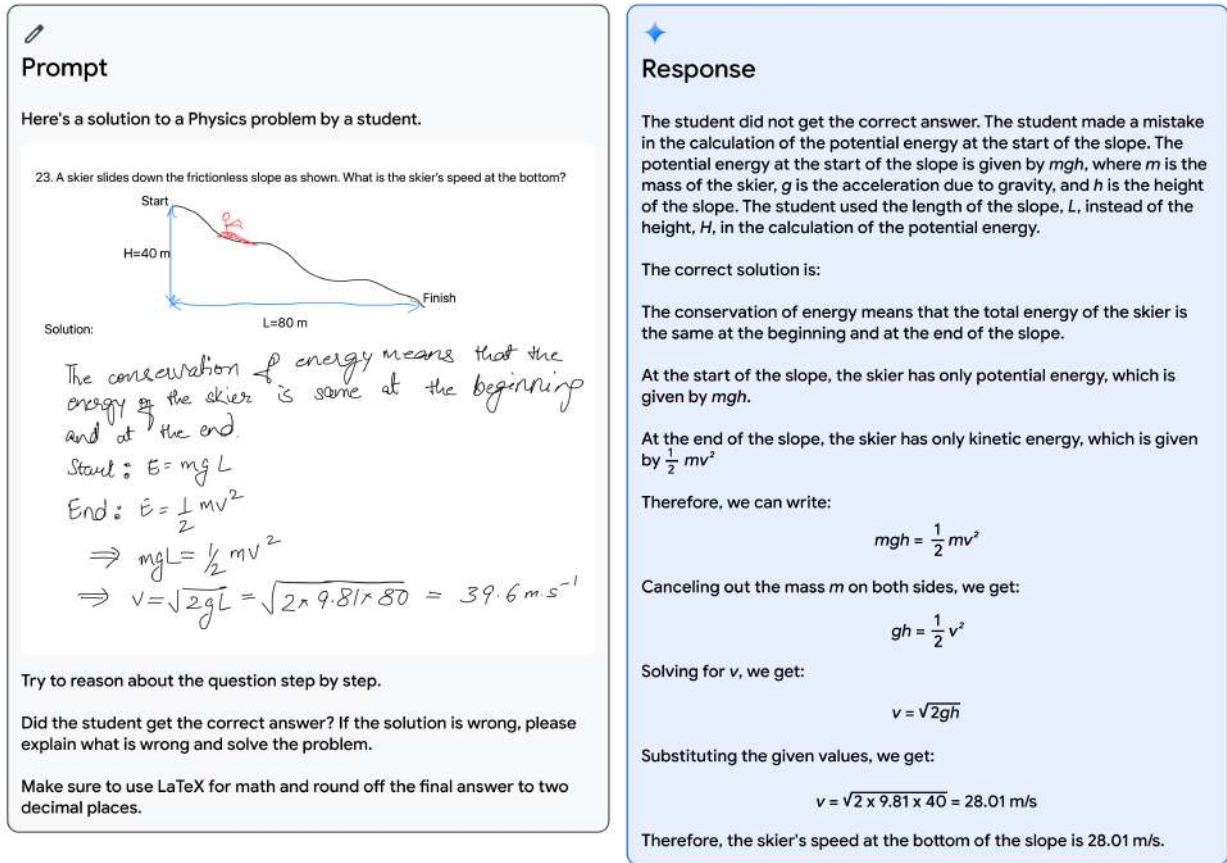 Prompt
Here's a solution to a Physics problem by a student.
23. A skier slides down the frictionless slope as shown. What is the skier's speed at the bottom?
Start
H=40 m
Finish
L=80 m
Solution:
The conservation of energy means that the
energy of the skier is same at the beginning
and at the end.
Start : E = mgL
End : E = 1/2 mv²
⇒ mgL = 1/2 mv²
⇒ v = √2gL = √2 × 9.81 × 80 = 39.6 m.s⁻¹
Try to reason about the question step by step.
Did the student get the correct answer? If the solution is wrong, please
explain what is wrong and solve the problem.
Make sure to use LaTeX for math and round off the final answer to two
decimal places.
Response
The student did not get the correct answer. The student made a mistake
in the calculation of the potential energy at the start of the slope. The
potential energy at the start of the slope is given by mgh, where m is the
mass of the skier, g is the acceleration due to gravity, and h is the height
of the slope. The student used the length of the slope, L, instead of the
height, H, in the calculation of the potential energy.
The correct solution is:
The conservation of energy means that the total energy of the skier is
the same at the beginning and at the end of the slope.
At the start of the slope, the skier has only potential energy, which is
given by mgh.
At the end of the slope, the skier has only kinetic energy, which is given
by 1/2 mv²
Therefore, we can write:
mgh = 1/2 mv²
Canceling out the mass m on both sides, we get:
gh = 1/2 v²
Solving for v, we get:
v = √2gh
Substituting the given values, we get:
v = √2 x 9.81 x 40 = 28.01 m/s
Therefore, the skier's speed at the bottom of the slope is 28.01 m/s.